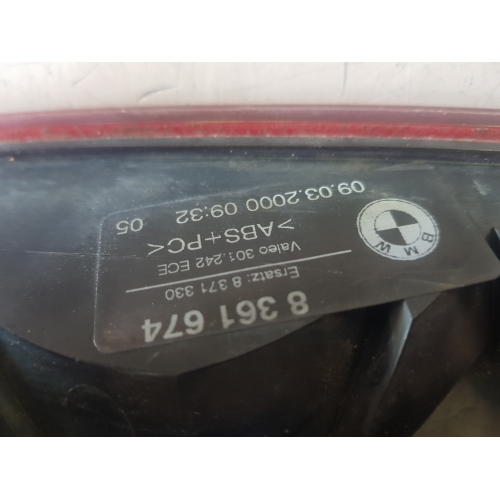 8 361 674
Ersatz: 8 371 330
Valeo 301.242 ECE
>ABS+PC<
09.03.2000 09:32 05
BMW